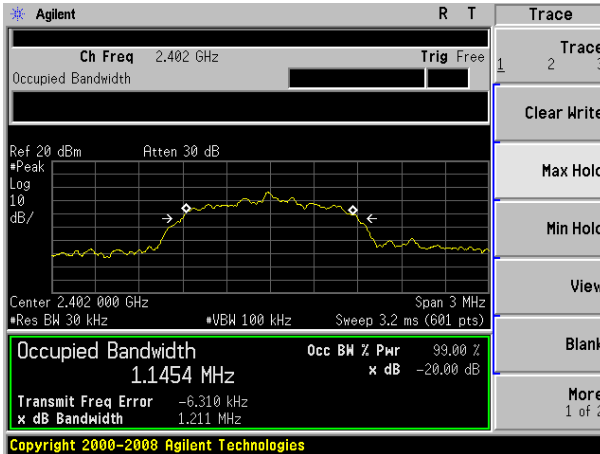 Agilent R T Trace
Ch Freq 2.402 GHz Trig Free
Occupied Bandwidth
Trace
1 2 3
Clear Write
Max Hold
Min Hold
View
Blank
More
1 of 2
Ref 20 dBm Atten 30 dB
#Peak
Log
10
dB/
Center 2.402 000 GHz Span 3 MHz
#Res BW 30 kHz #VBW 100 kHz Sweep 3.2 ms (601 pts)
Occupied Bandwidth Occ BW % Pwr 99.00 %
1.1454 MHz x dB -20.00 dB
Transmit Freq Error -6.310 kHz
x dB Bandwidth 1.211 MHz
Copyright 2000-2008 Agilent Technologies